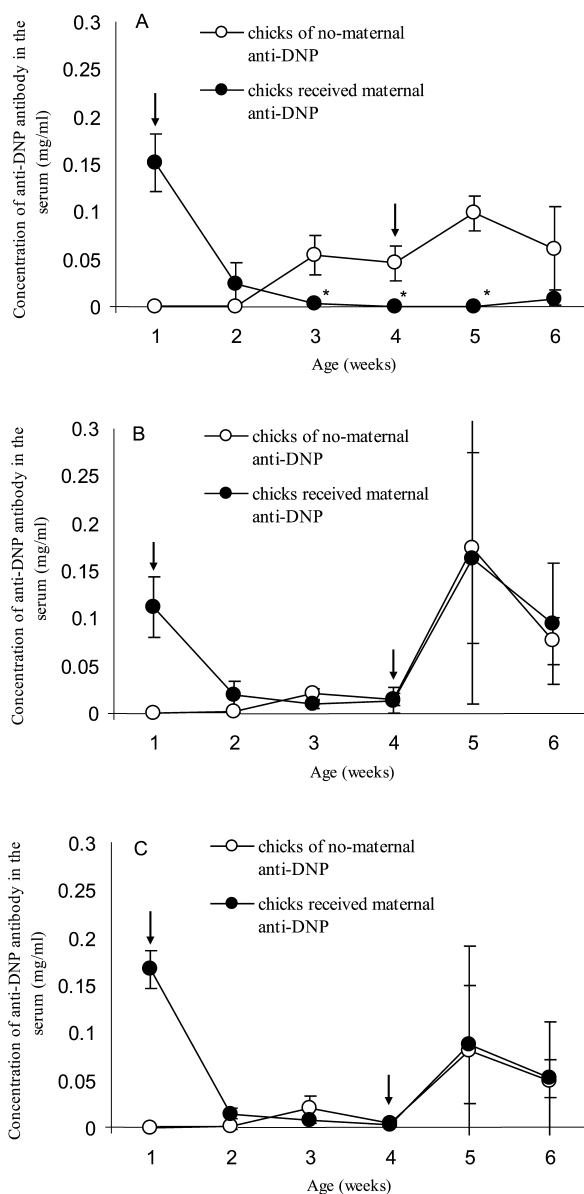 A
0.3
0.25
0.2
0.15
0.1
0.05
0
Concentration of anti-DNP antibody in the
serum (mg/ml)
chicks of no-maternal
anti-DNP
chicks received maternal
anti-DNP
* * *
1 2 3 4 5 6
Age (weeks)
B
0.3
0.25
0.2
0.15
0.1
0.05
0
Concentration of anti-DNP antibody in the
serum (mg/ml)
chicks of no-maternal
anti-DNP
chicks received maternal
anti-DNP
1 2 3 4 5 6
Age (weeks)
C
0.3
0.25
0.2
0.15
0.1
0.05
0
Concentration of anti-DNP antibody in the
serum (mg/ml)
chicks of no-maternal
anti-DNP
chicks received maternal
anti-DNP
1 2 3 4 5 6
Age (weeks)